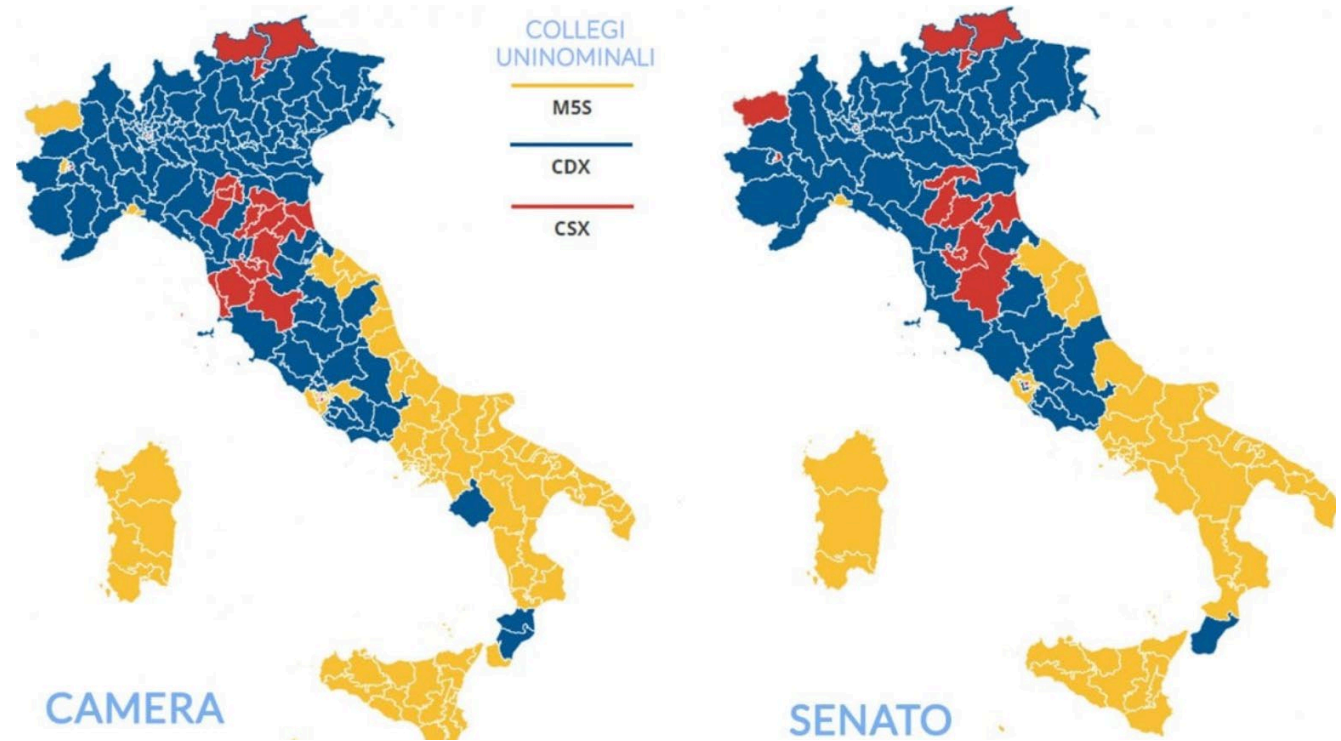 COLLEGI
UNINOMINALI
M5S
CDX
CSX
CAMERA
SENATO